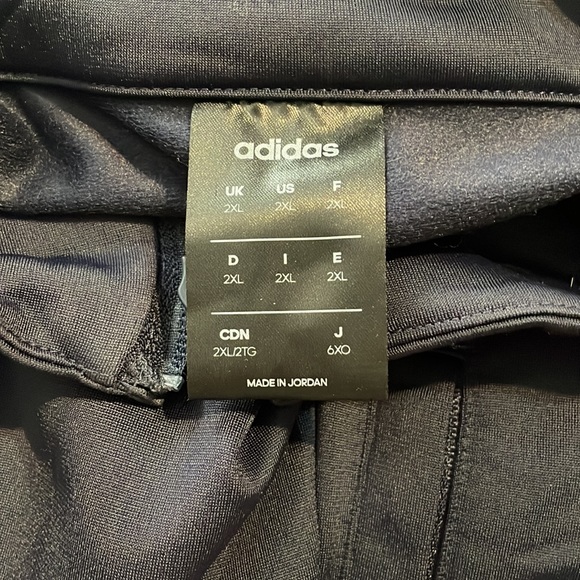 adidas
UK US F
2XL 2XL 2XL
D I E
2XL 2XL 2XL
CDN J
2XL/2TG 6XO
MADE IN JORDAN